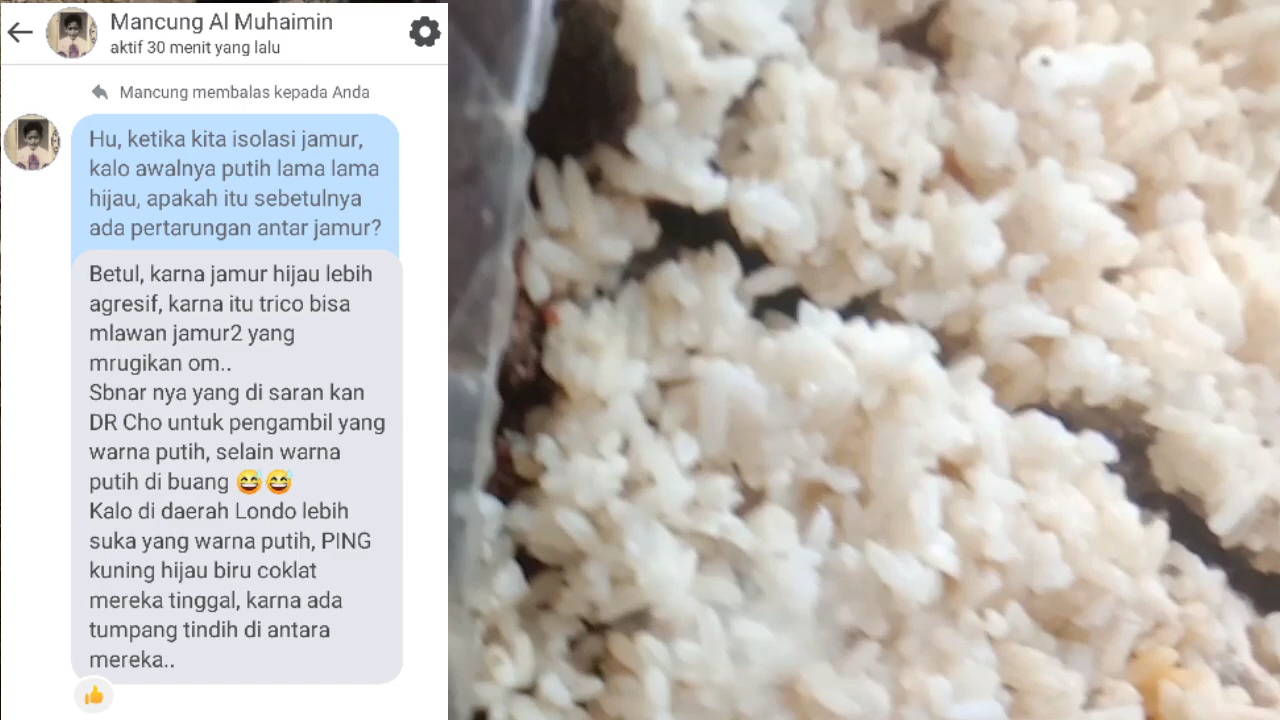 Mancung Al Muhaimin
aktif 30 menit yang lalu
Mancung membalas kepada Anda
Hu, ketika kita isolasi jamur,
kalo awalnya putih lama lama
hijau, apakah itu sebetulnya
ada pertarungan antar jamur?
Betul, karna jamur hijau lebih
agresif, karna itu trico bisa
mlawan jamur2 yang
mrugikan om..
Sbnar nya yang di saran kan
DR Cho untuk pengambil yang
warna putih, selain warna
putih di buang 😅😅
Kalo di daerah Londo lebih
suka yang warna putih, PING
kuning hijau biru coklat
mereka tinggal, karna ada
tumpang tindih di antara
mereka..